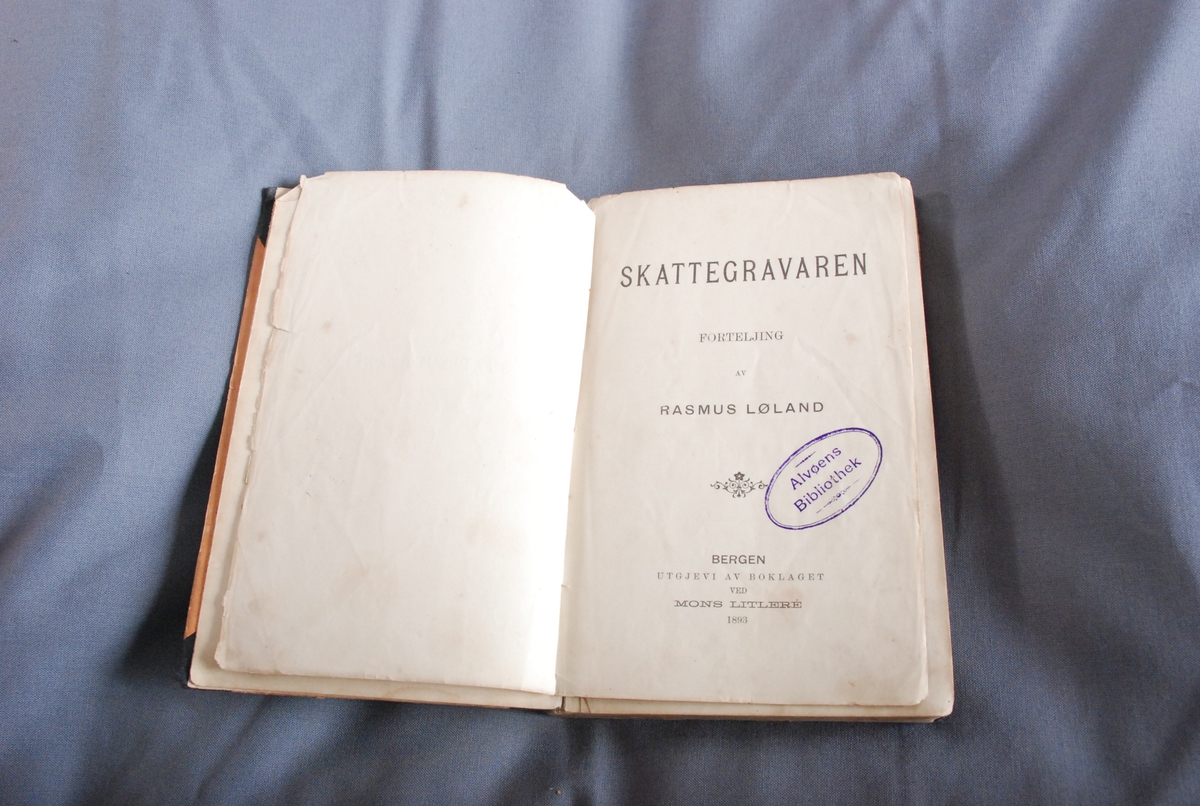 SKATTEGRAVAREN
FORTELJING
AV
RASMUS LØLAND
Alvøens
Bibliothek
BERGEN
UTGJEVI AV BOKLAGET
VED
MONS LITLERÉ
1893